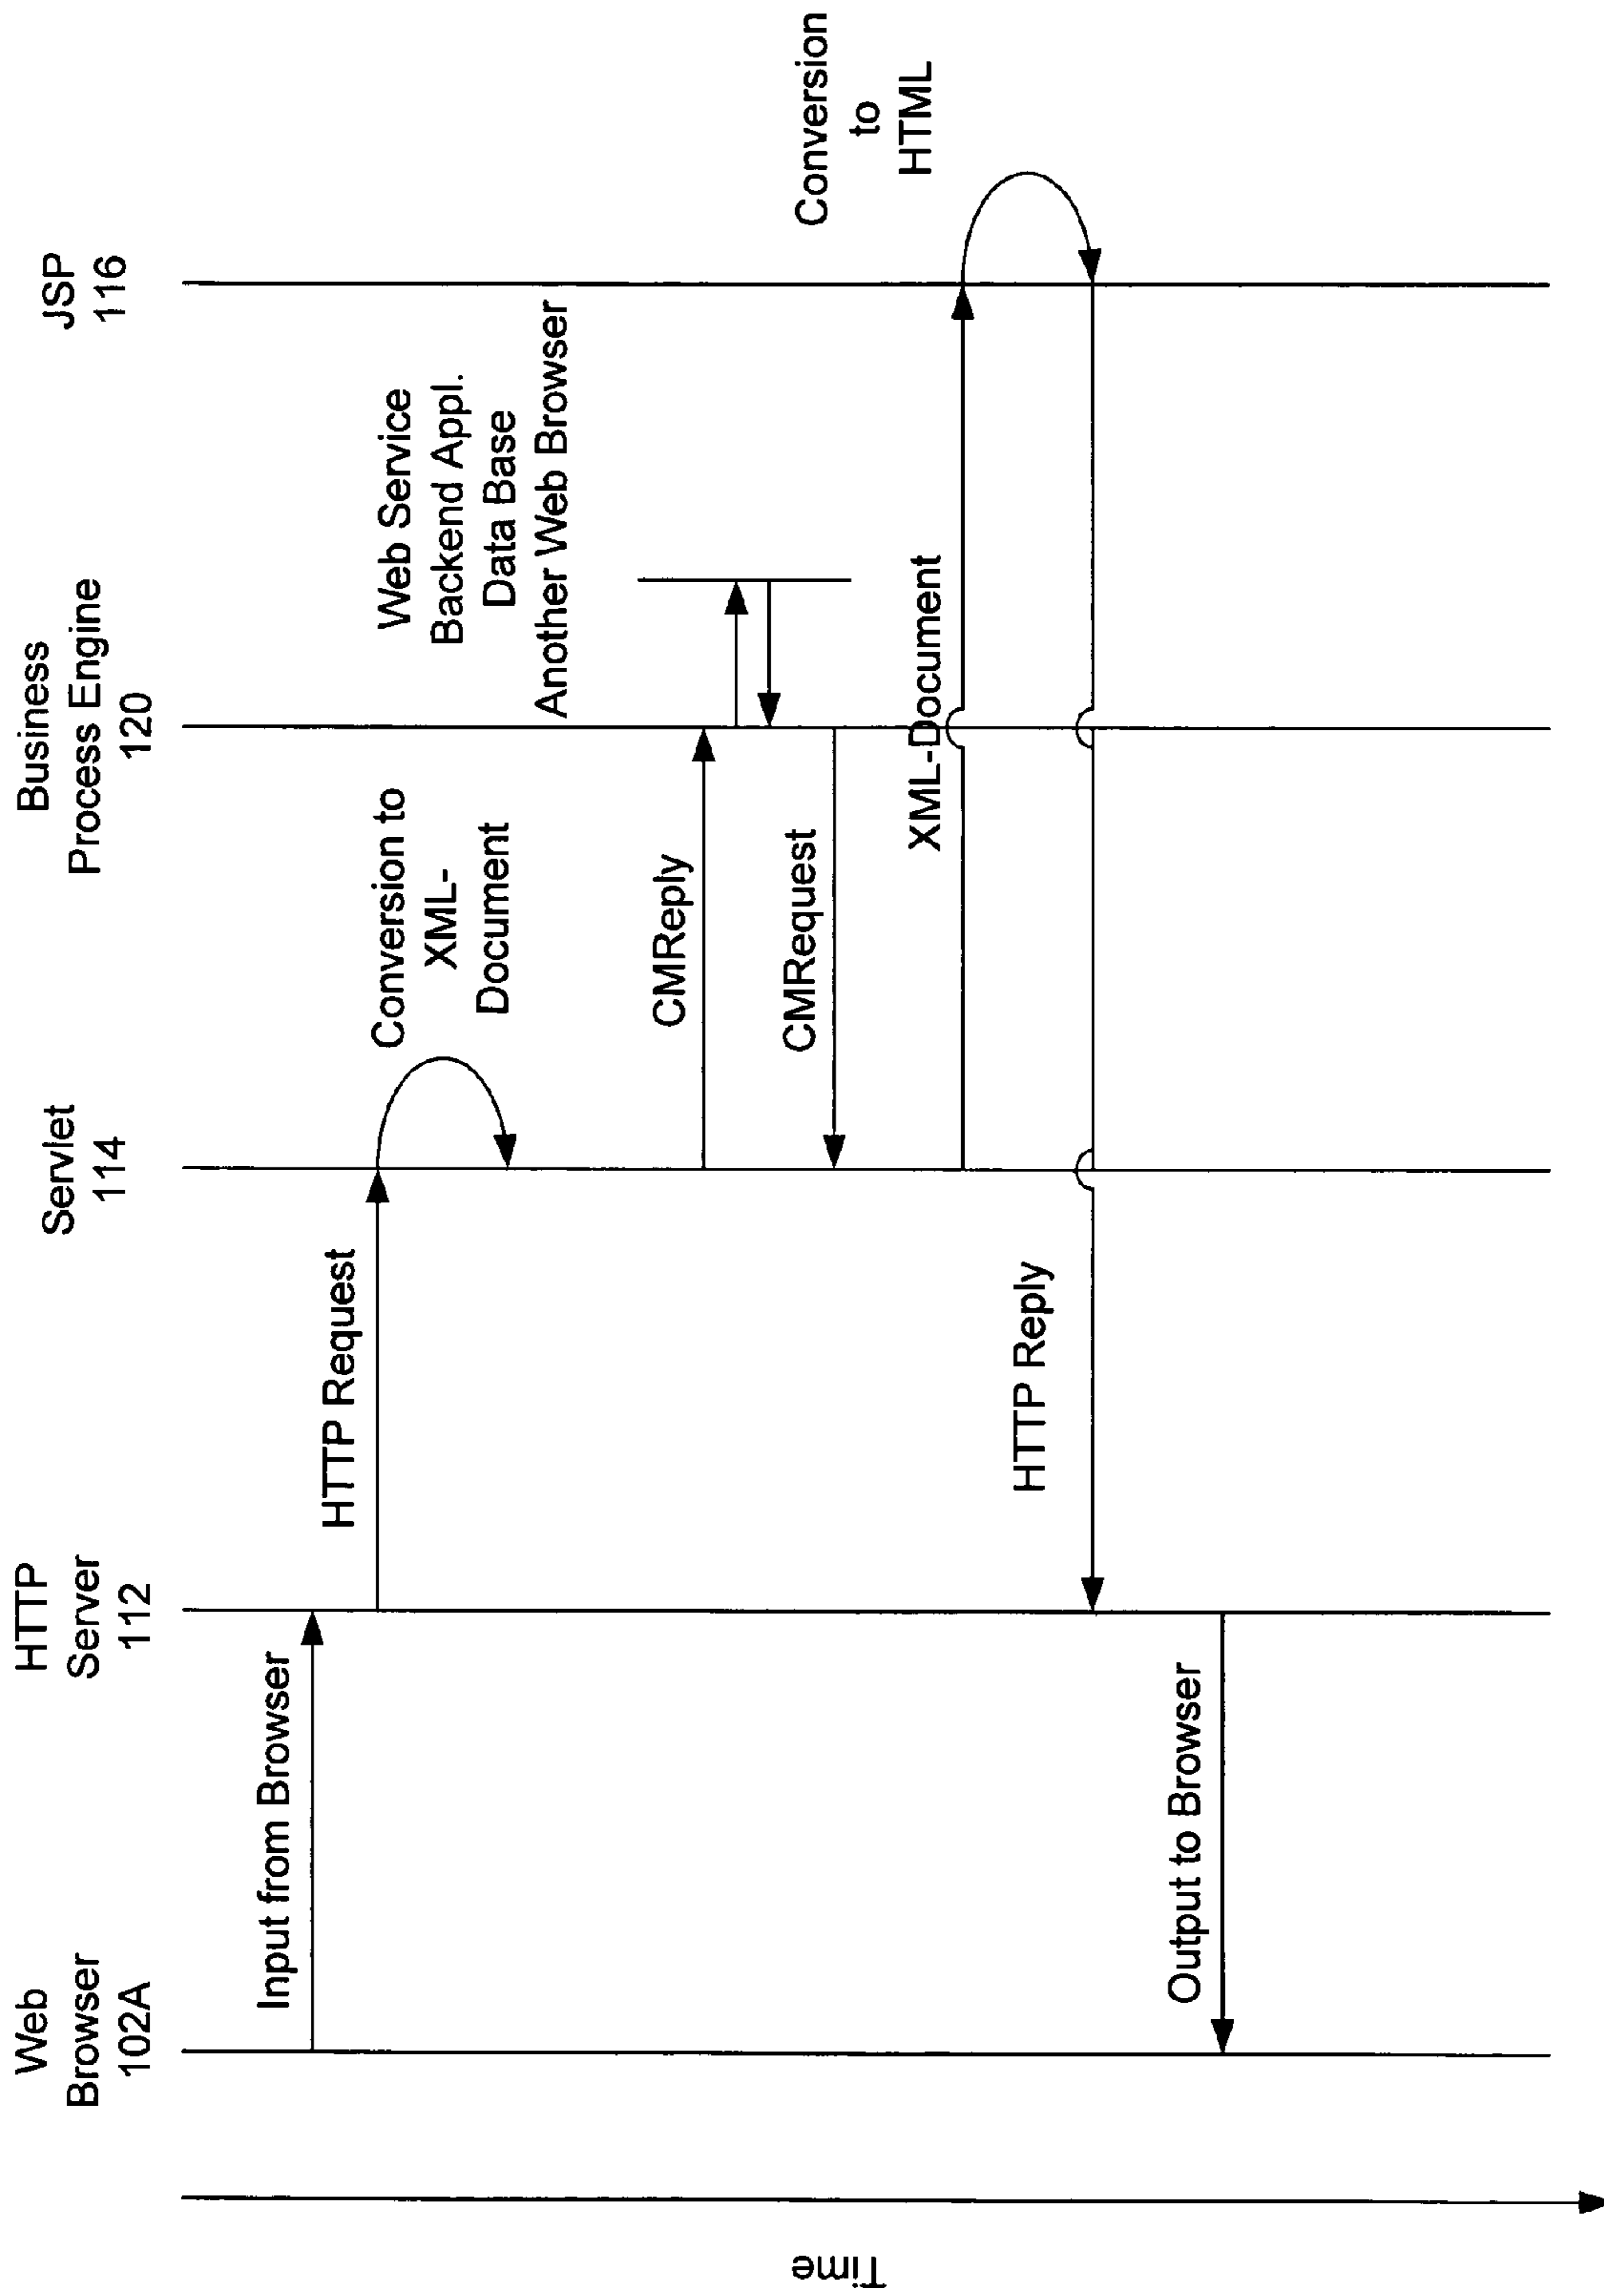 Web
Browser
102A
HTTP
Server
112
Servlet
114
Business
Process Engine
120
JSP
116
Time
Input from Browser
HTTP Request
Conversion to
XML-
Document
Web Service
Backend Appl.
Data Base
Another Web Browser
CMReply
CMRequest
XML-Document
Conversion
to
HTML
HTTP Reply
Output to Browser